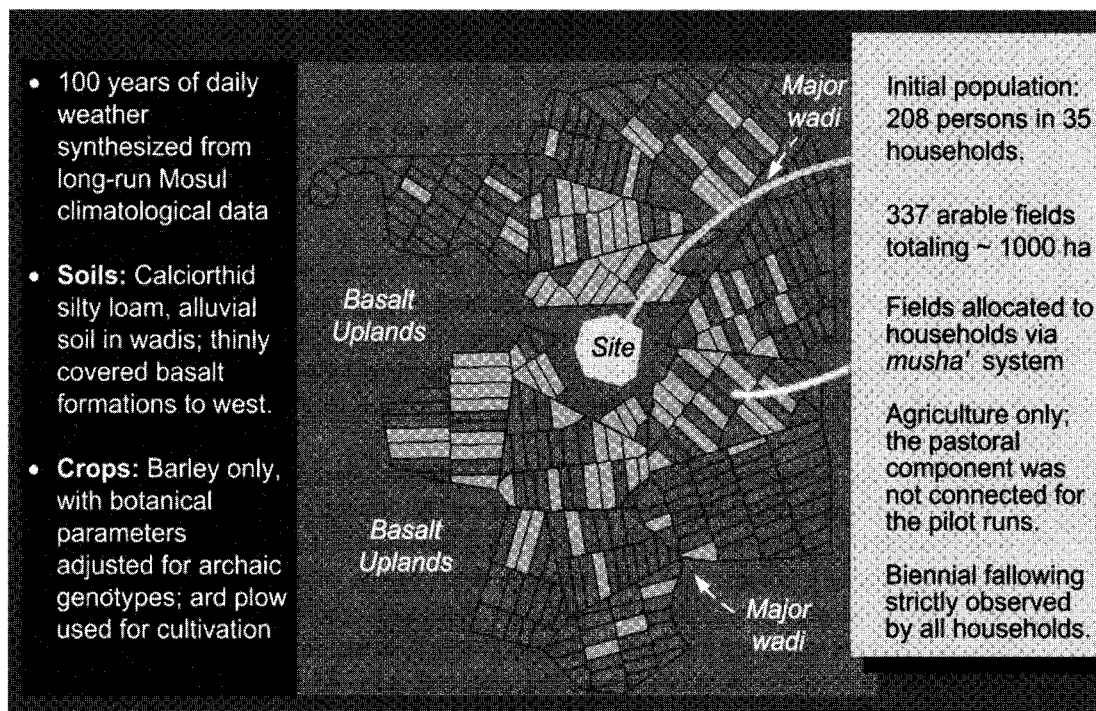 • 100 years of daily
weather
synthesized from
long-run Mosul
climatological data
• Soils: Calciorthid
silty loam, alluvial
soil in wadis; thinly
covered basalt
formations to west.
• Crops: Barley only,
with botanical
parameters
adjusted for archaic
genotypes; ard plow
used for cultivation
Major
wadi
Basalt
Uplands
Site
Basalt
Uplands
Major
wadi
Initial population:
208 persons in 35
households.
337 arable fields
totaling ~ 1000 ha
Fields allocated to
households via
musha' system
Agriculture only;
the pastoral
component was
not connected for
the pilot runs.
Biennial fallowing
strictly observed
by all households.